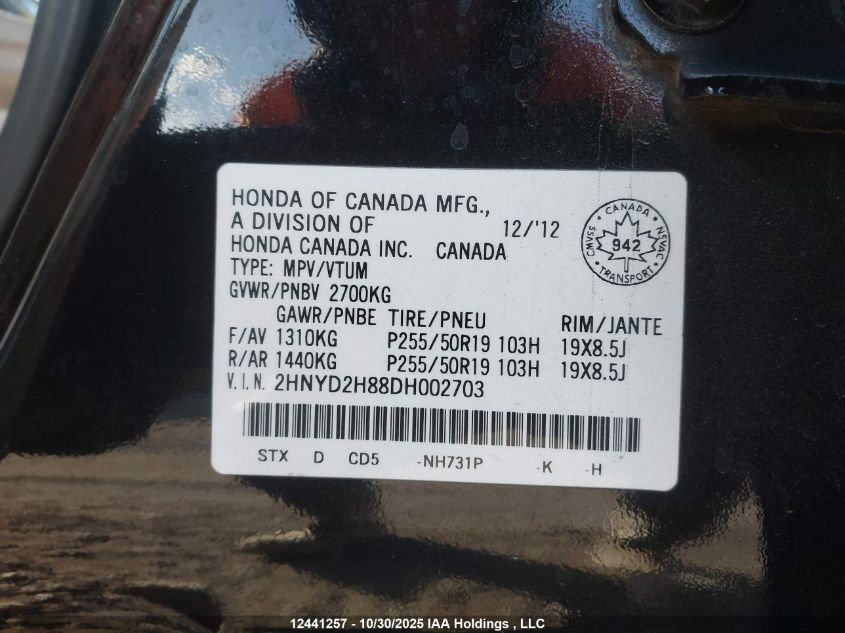 HONDA OF CANADA MFG.,
A DIVISION OF 12/'12
HONDA CANADA INC. CANADA
TYPE: MPV/VTUM
GVWR/PNBV 2700KG
GAWR/PNBE TIRE/PNEU RIM/JANTE
F/AV 1310KG P255/50R19 103H 19X8.5J
R/AR 1440KG P255/50R19 103H 19X8.5J
V.I.N. 2HNYD2H88DH002703
STX D CD5 -NH731P -K -H
CANADA
CMVSS 942 NSVAC
TRANSPORT
12441257 - 10/30/2025 IAA Holdings , LLC